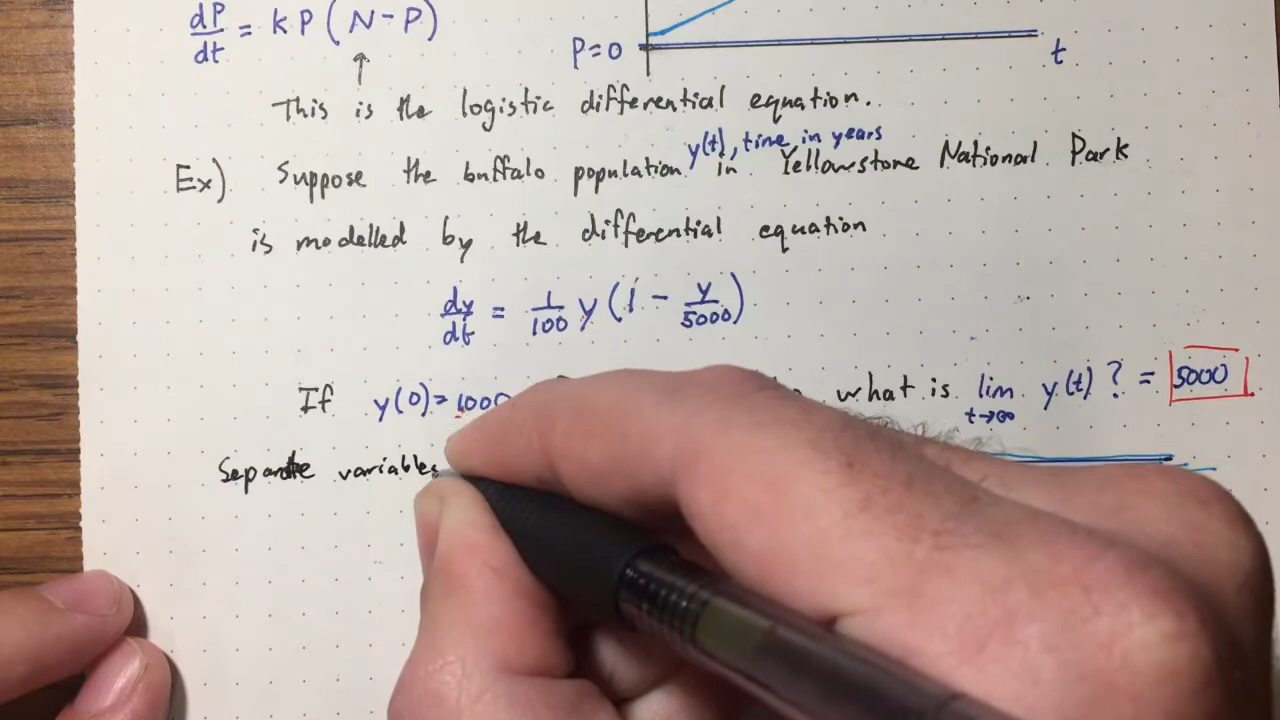 dP/dt = kP(N-P)
P=0
t
↑
This is the logistic differential equation.
y(t), time in years
Ex) Suppose the buffalo population in Yellowstone National Park
is modelled by the differential equation
dy/dt = 1/100 y(1 - y/5000)
If y(0)=1000 what is lim t→∞ y(t)? = 5000
Separate variables